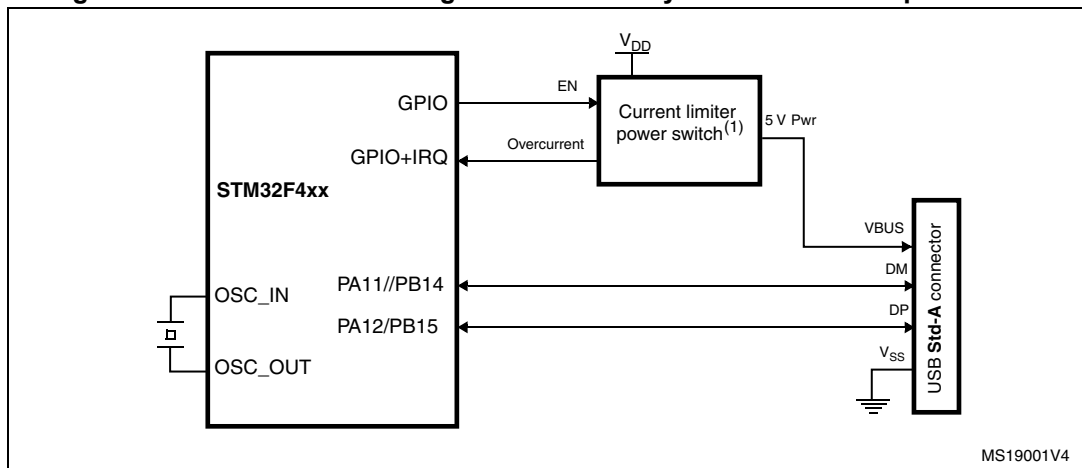 V_DD
EN
GPIO
Current limiter
power switch(1)
5 V Pwr
Overcurrent
GPIO+IRQ
STM32F4xx
VBUS
DM
PA11//PB14
OSC_IN
DP
PA12/PB15
V_SS
OSC_OUT
USB Std-A connector
MS19001V4